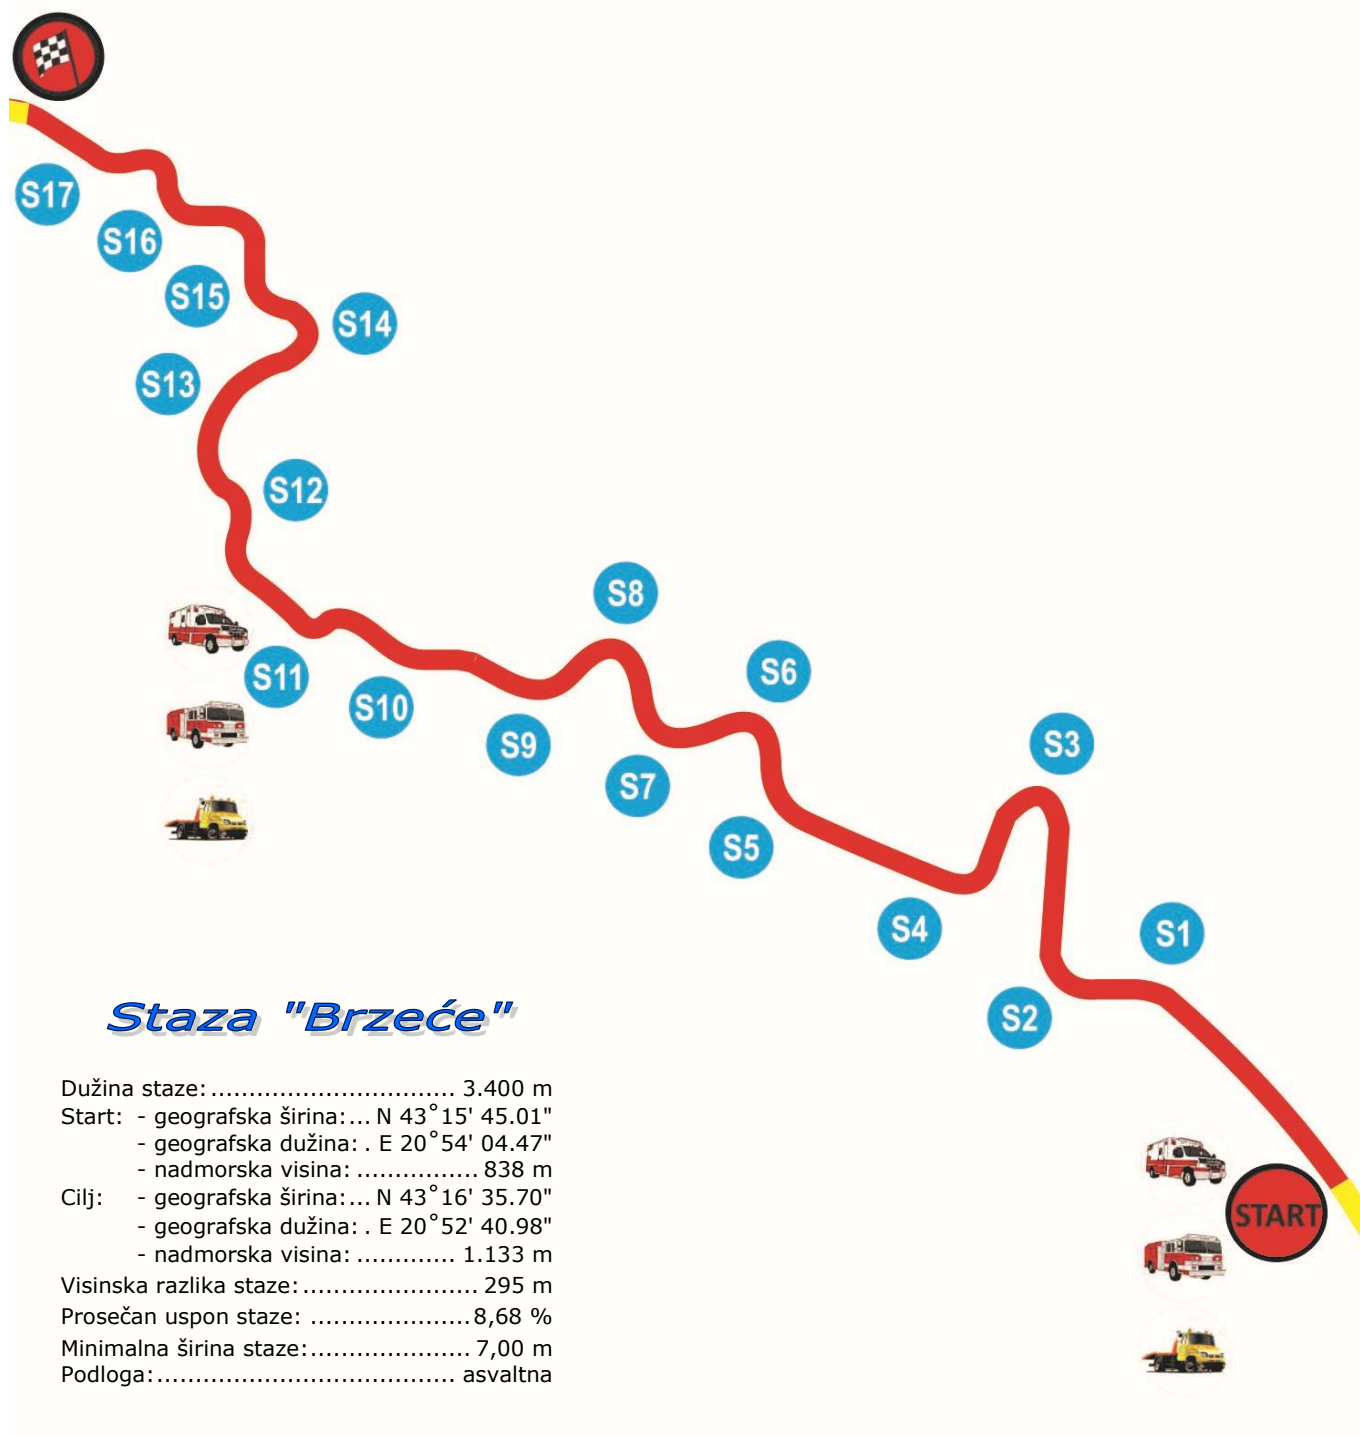 S17
S16
S15
S14
S13
S12
S8
S6
S11
S10
S9
S3
S7
S5
S4
S1
S2
Staza "Brzeće"
Dužina staze:................................ 3.400 m
Start: - geografska širina:... N 43°15' 45.01"
- geografska dužina: . E 20°54' 04.47"
- nadmorska visina: ................ 838 m
Cilj: - geografska širina:... N 43°16' 35.70"
- geografska dužina: . E 20°52' 40.98"
- nadmorska visina: ............. 1.133 m
Visinska razlika staze:....................... 295 m
Prosečan uspon staze: .....................8,68 %
Minimalna širina staze:..................... 7,00 m
Podloga:....................................... asvaltna
START